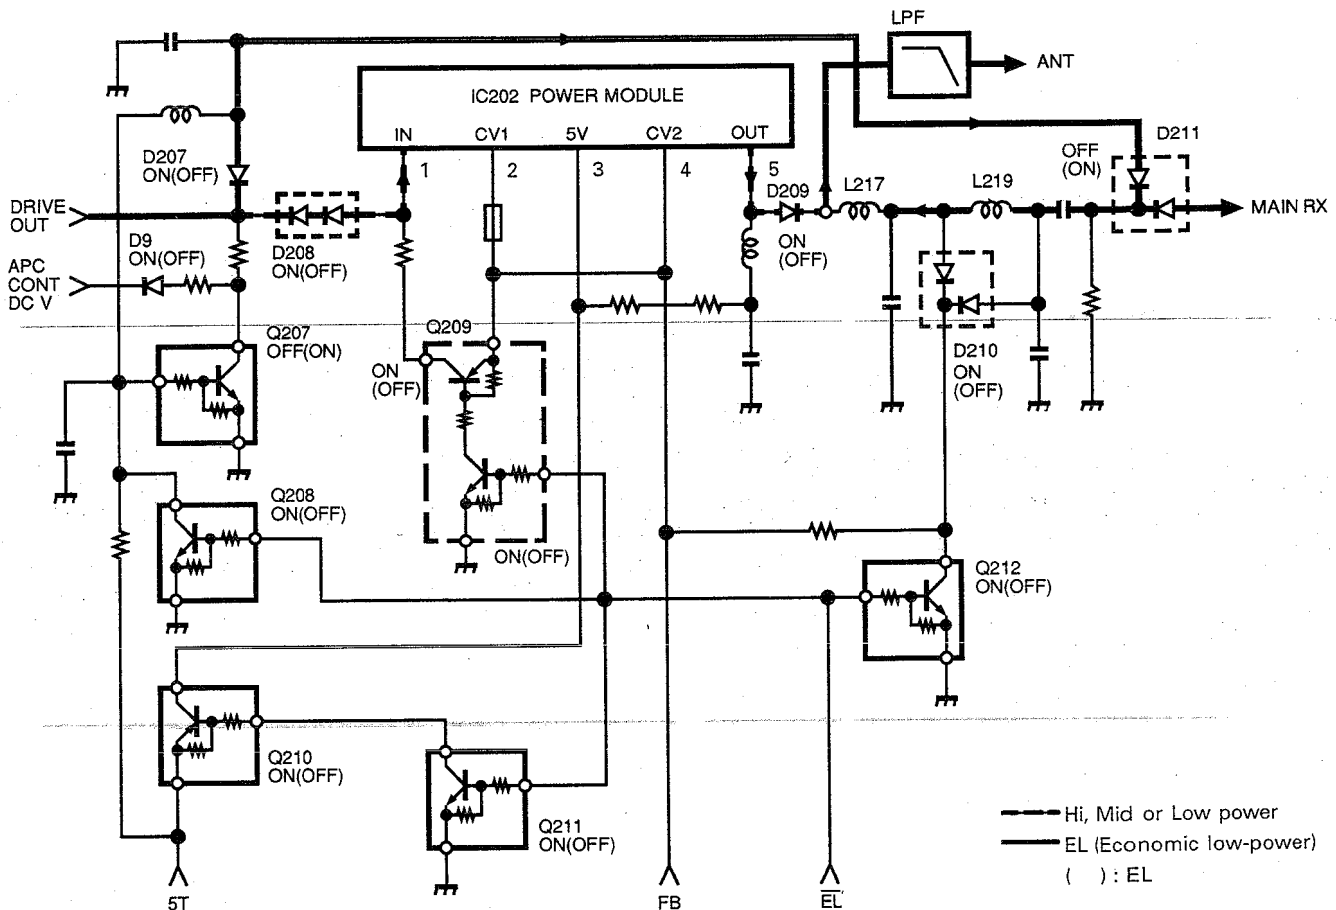 LPF
ANT
IC202 POWER MODULE
IN CV1 5V CV2 OUT
1 2 3 4 5
D207
ON(OFF)
DRIVE
OUT
D208
ON(OFF)
D9
ON(OFF)
APC
CONT
DC V
D209
ON
(OFF)
L217
L219
OFF
(ON)
D211
MAIN RX
Q207
OFF(ON)
Q209
ON
(OFF)
ON(OFF)
D210
ON
(OFF)
Q208
ON(OFF)
Q212
ON(OFF)
Q210
ON(OFF)
Q211
ON(OFF)
Hi, Mid or Low power
EL (Economic low-power)
( ) : EL
5T
FB
E̅L̅